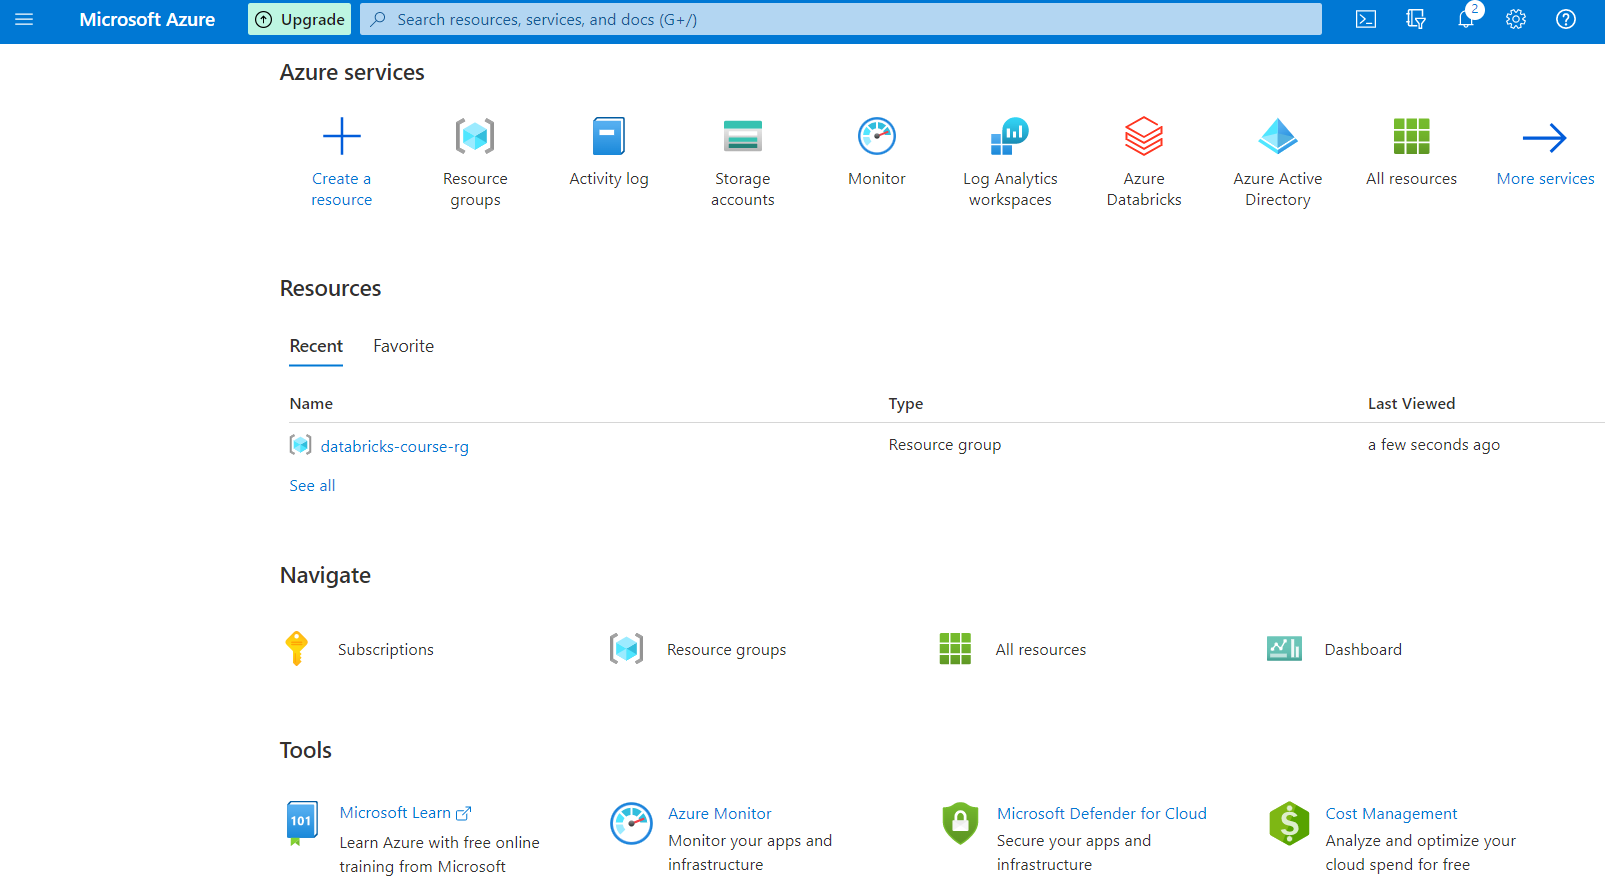 Microsoft Azure
Upgrade
Search resources, services, and docs (G+/)
2
Azure services
Create a
resource
Resource
groups
Activity log
Storage
accounts
Monitor
Log Analytics
workspaces
Azure
Databricks
Azure Active
Directory
All resources
More services
Resources
Recent
Favorite
Name
Type
Last Viewed
databricks-course-rg
Resource group
a few seconds ago
See all
Navigate
Subscriptions
Resource groups
All resources
Dashboard
Tools
101
Microsoft Learn
Learn Azure with free online
training from Microsoft
Azure Monitor
Monitor your apps and
infrastructure
Microsoft Defender for Cloud
Secure your apps and
infrastructure
$
Cost Management
Analyze and optimize your
cloud spend for free